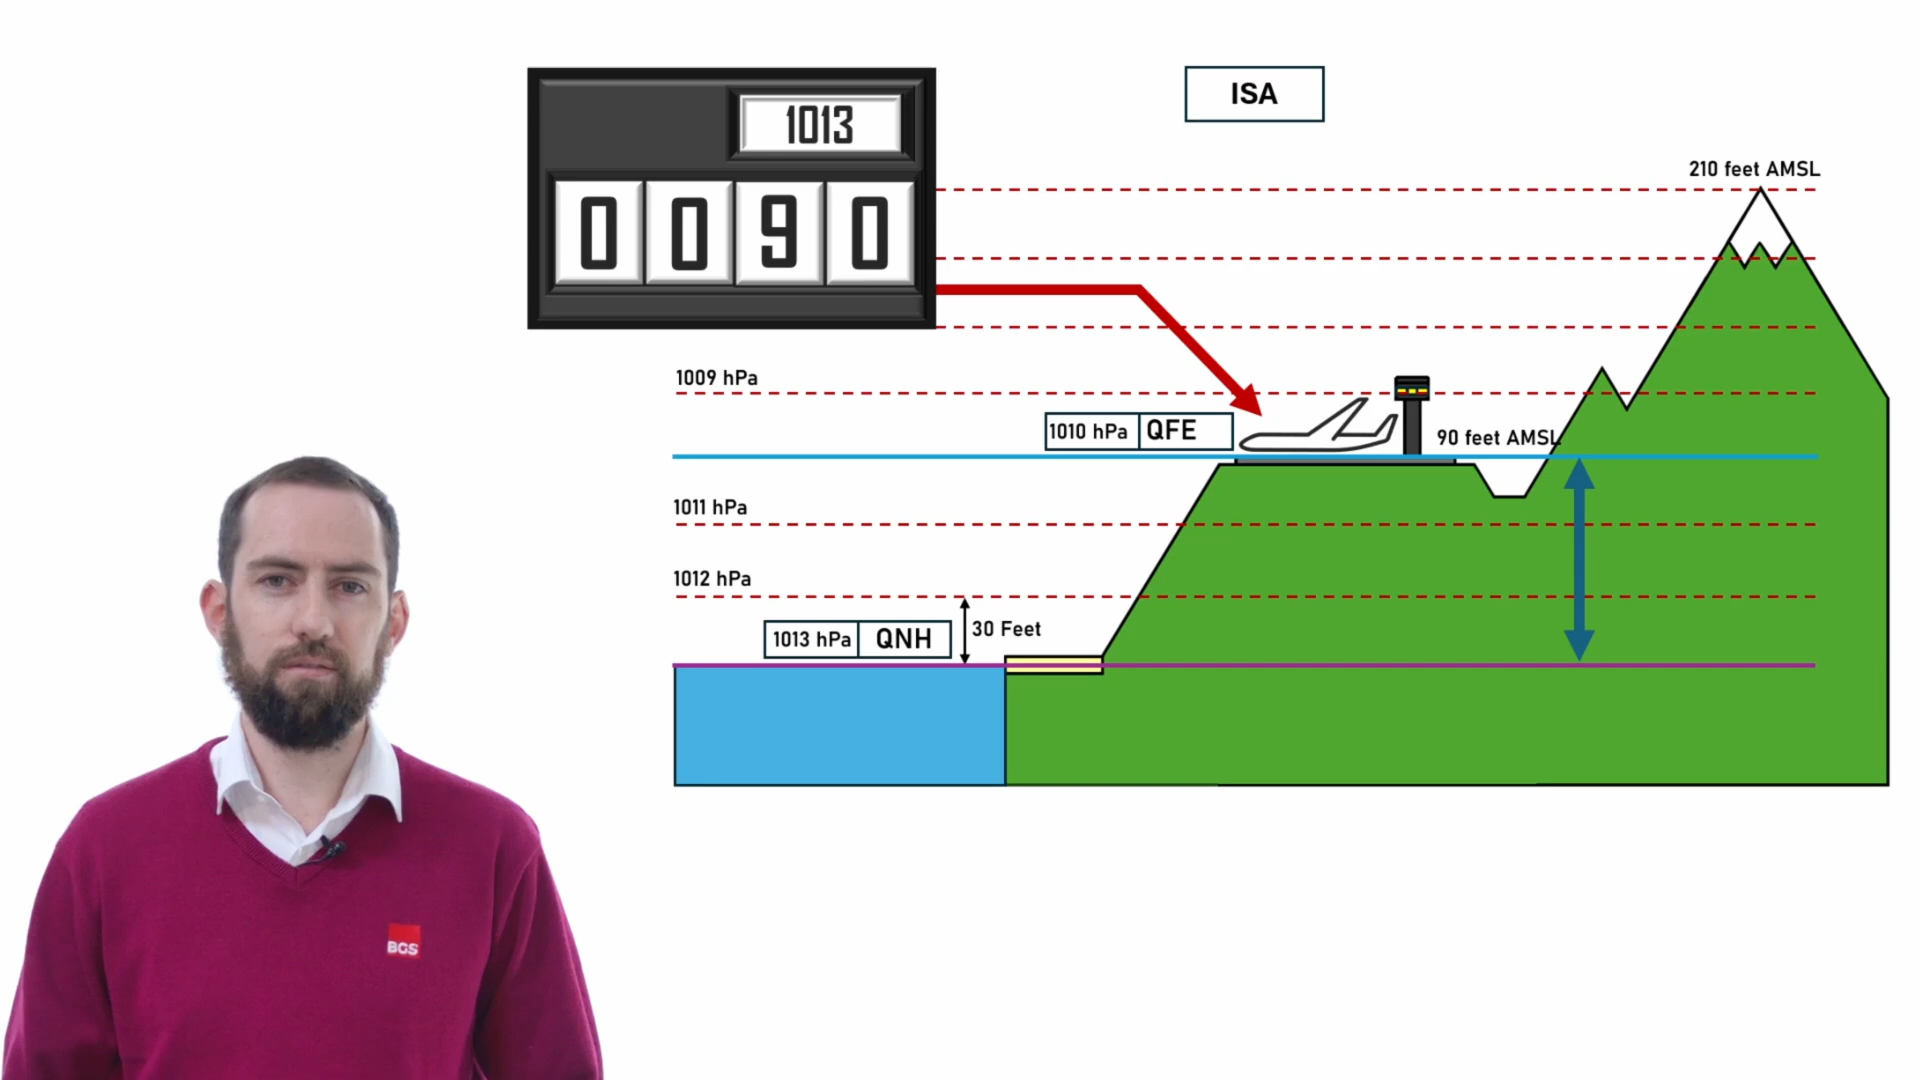 1013
0090
ISA
210 feet AMSL
1009 hPa
1010 hPa QFE
90 feet AMSL
1011 hPa
1012 hPa
30 Feet
1013 hPa QNH
BGS